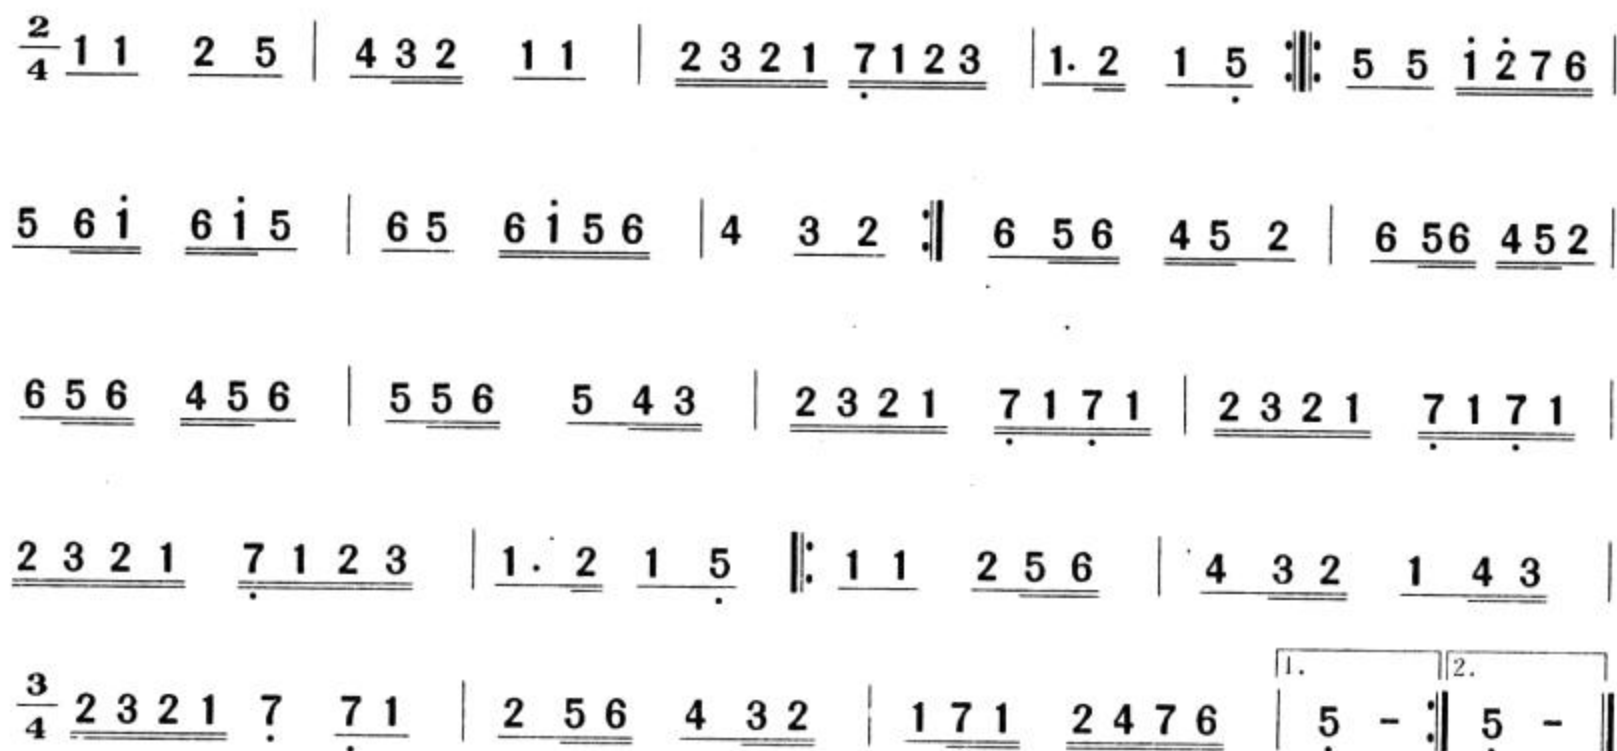 2/4 1 1 2 5 | 4 3 2 1 1 | 2 3 2 1 7̣ 1 2 3 | 1· 2 1 5̣ :‖: 5 5 1̇ 2̇ 7 6 |
5 6 1̇ 6 1̇ 5 | 6 5 6 1̇ 5 6 | 4 3 2 :‖ 6 5 6 4 5 2 | 6 5 6 4 5 2 |
6 5 6 4 5 6 | 5 5 6 5 4 3 | 2 3 2 1 7̣ 1 7̣ 1 | 2 3 2 1 7̣ 1 7̣ 1 |
2 3 2 1 7̣ 1 2 3 | 1· 2 1 5̣ ‖: 1 1 2 5 6 | 4 3 2 1 4 3 |
3/4 2 3 2 1 7̣ 7̣ 1 | 2 5 6 4 3 2 | 1 7 1 2 4 7 6 | 1. 5̣ – :‖ 2. 5̣ – ‖